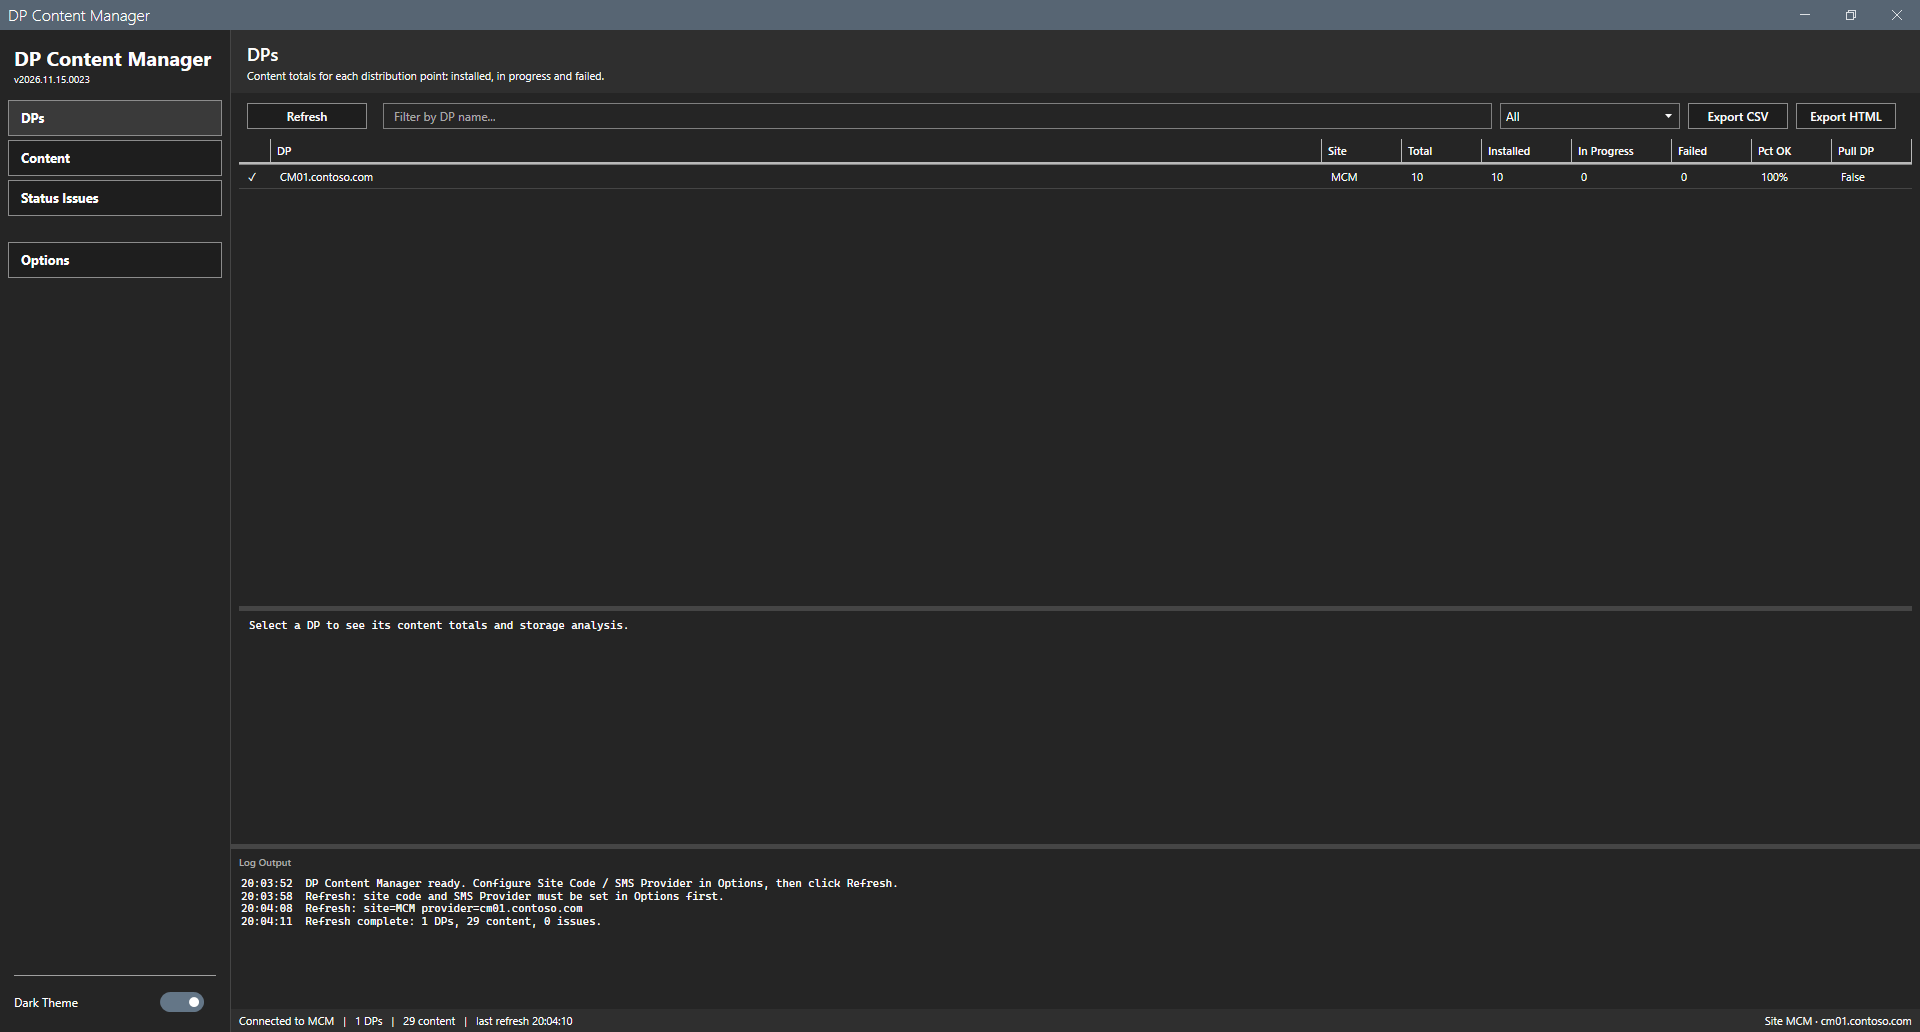 DP Content Manager
DP Content Manager
v2026.11.15.0023
DPs
Content
Status Issues
Options
Dark Theme
DPs
Content totals for each distribution point: installed, in progress and failed.
Refresh
Filter by DP name...
All
Export CSV
Export HTML
DP Site Total Installed In Progress Failed Pct OK Pull DP
✓ CM01.contoso.com MCM 10 10 0 0 100% False
Select a DP to see its content totals and storage analysis.
Log Output
20:03:52 DP Content Manager ready. Configure Site Code / SMS Provider in Options, then click Refresh.
20:03:58 Refresh: site code and SMS Provider must be set in Options first.
20:04:08 Refresh: site=MCM provider=cm01.contoso.com
20:04:11 Refresh complete: 1 DPs, 29 content, 0 issues.
Connected to MCM | 1 DPs | 29 content | last refresh 20:04:10
Site MCM · cm01.contoso.com